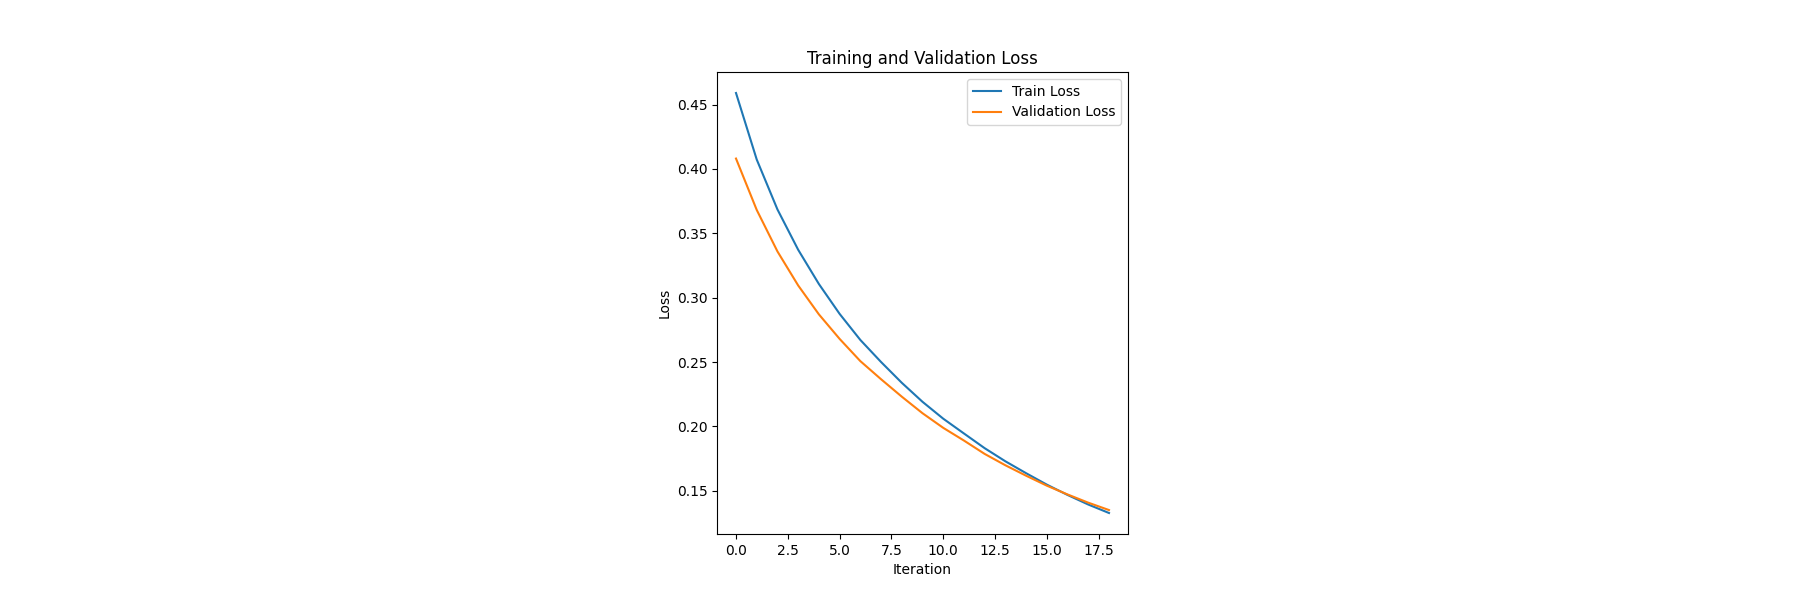 Training and Validation Loss
Train Loss
Validation Loss
0.45
0.40
0.35
0.30
0.25
0.20
0.15
Loss
0.0 2.5 5.0 7.5 10.0 12.5 15.0 17.5
Iteration